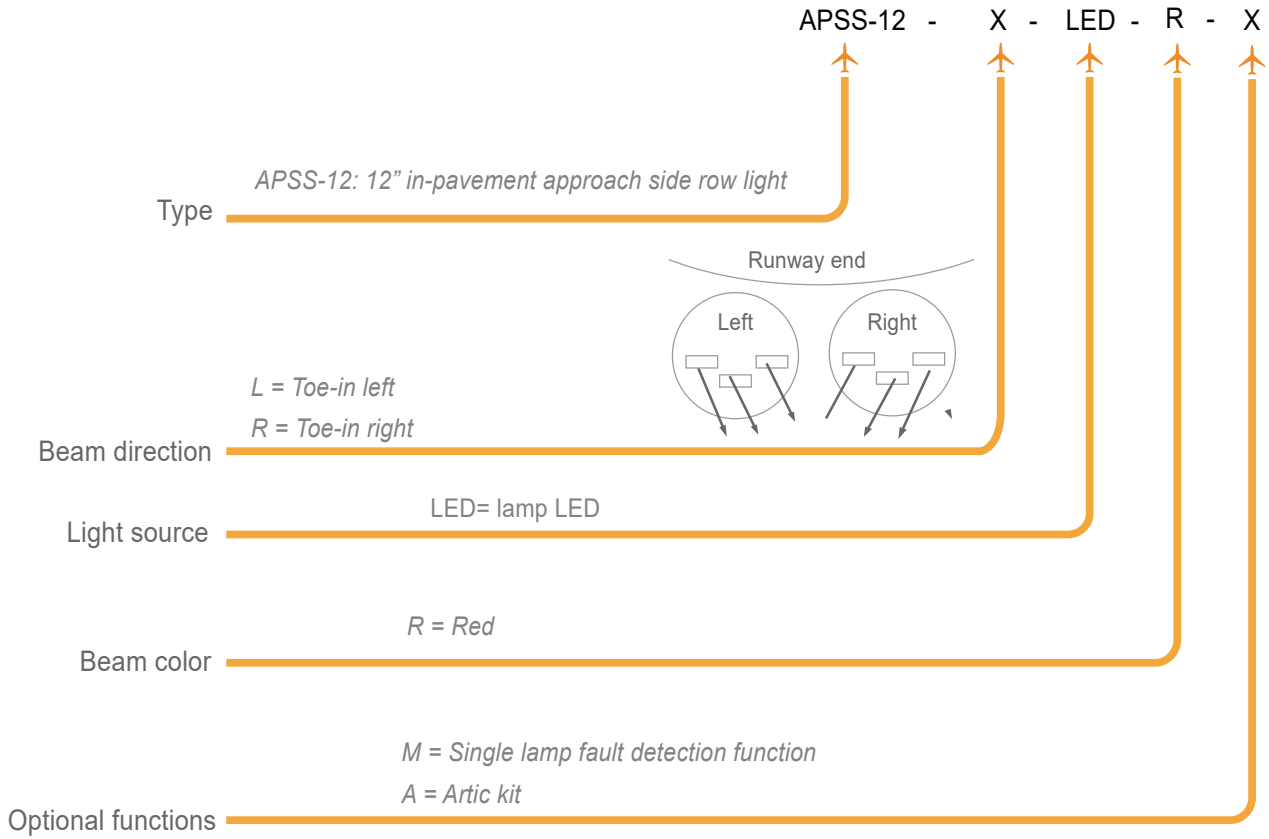 APSS-12 - X - LED - R - X
APSS-12: 12” in-pavement approach side row light
Type
Runway end
Left Right
L = Toe-in left
R = Toe-in right
Beam direction
LED= lamp LED
Light source
R = Red
Beam color
M = Single lamp fault detection function
A = Artic kit
Optional functions